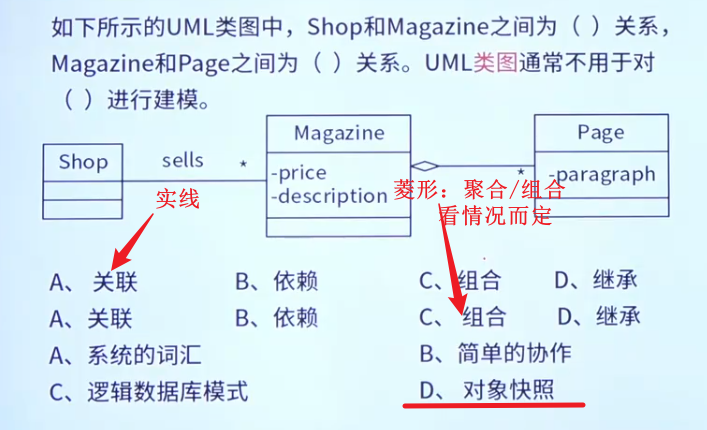 如下所示的UML类图中，Shop和Magazine之间为（ ）关系，
Magazine和Page之间为（ ）关系。UML类图通常不用于对
（ ）进行建模。
Magazine
Page
Shop
sells
*
-price
-description
*
-paragraph
实线
菱形：聚合/组合
看情况而定
A、 关联 B、依赖 C、组合 D、继承
A、关联 B、依赖 C、 组合 D、继承
A、系统的词汇 B、简单的协作
C、逻辑数据库模式 D、 对象快照